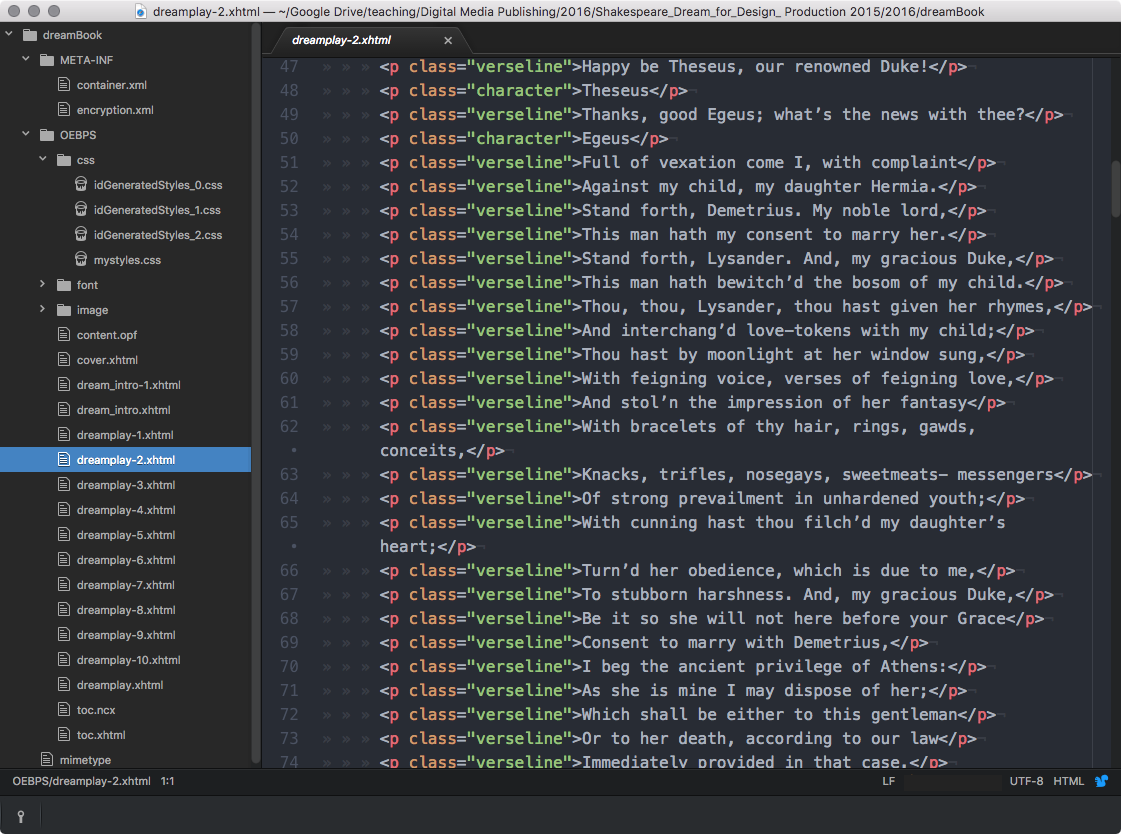 dreamplay-2.xhtml — ~/Google Drive/teaching/Digital Media Publishing/2016/Shakespeare_Dream_for_Design_ Production 2015/2016/dreamBook
dreamBook
META-INF
container.xml
encryption.xml
OEBPS
css
idGeneratedStyles_0.css
idGeneratedStyles_1.css
idGeneratedStyles_2.css
mystyles.css
font
image
content.opf
cover.xhtml
dream_intro-1.xhtml
dream_intro.xhtml
dreamplay-1.xhtml
dreamplay-2.xhtml
dreamplay-3.xhtml
dreamplay-4.xhtml
dreamplay-5.xhtml
dreamplay-6.xhtml
dreamplay-7.xhtml
dreamplay-8.xhtml
dreamplay-9.xhtml
dreamplay-10.xhtml
dreamplay.xhtml
toc.ncx
toc.xhtml
mimetype
dreamplay-2.xhtml ×
47 » » » <p class="verseline">Happy be Theseus, our renowned Duke!</p>¬
48 » » » <p class="character">Theseus</p>¬
49 » » » <p class="verseline">Thanks, good Egeus; what’s the news with thee?</p>¬
50 » » » <p class="character">Egeus</p>¬
51 » » » <p class="verseline">Full of vexation come I, with complaint</p>¬
52 » » » <p class="verseline">Against my child, my daughter Hermia.</p>¬
53 » » » <p class="verseline">Stand forth, Demetrius. My noble lord,</p>¬
54 » » » <p class="verseline">This man hath my consent to marry her.</p>¬
55 » » » <p class="verseline">Stand forth, Lysander. And, my gracious Duke,</p>¬
56 » » » <p class="verseline">This man hath bewitch’d the bosom of my child.</p>¬
57 » » » <p class="verseline">Thou, thou, Lysander, thou hast given her rhymes,</p>¬
58 » » » <p class="verseline">And interchang’d love-tokens with my child;</p>¬
59 » » » <p class="verseline">Thou hast by moonlight at her window sung,</p>¬
60 » » » <p class="verseline">With feigning voice, verses of feigning love,</p>¬
61 » » » <p class="verseline">And stol’n the impression of her fantasy</p>¬
62 » » » <p class="verseline">With bracelets of thy hair, rings, gawds,
• conceits,</p>¬
63 » » » <p class="verseline">Knacks, trifles, nosegays, sweetmeats— messengers</p>¬
64 » » » <p class="verseline">Of strong prevailment in unhardened youth;</p>¬
65 » » » <p class="verseline">With cunning hast thou filch’d my daughter’s
• heart;</p>¬
66 » » » <p class="verseline">Turn’d her obedience, which is due to me,</p>¬
67 » » » <p class="verseline">To stubborn harshness. And, my gracious Duke,</p>¬
68 » » » <p class="verseline">Be it so she will not here before your Grace</p>¬
69 » » » <p class="verseline">Consent to marry with Demetrius,</p>¬
70 » » » <p class="verseline">I beg the ancient privilege of Athens:</p>¬
71 » » » <p class="verseline">As she is mine I may dispose of her;</p>¬
72 » » » <p class="verseline">Which shall be either to this gentleman</p>¬
73 » » » <p class="verseline">Or to her death, according to our law</p>¬
74 » » » <p class="verseline">Immediately provided in that case.</p>¬
OEBPS/dreamplay-2.xhtml 1:1
LF UTF-8 HTML